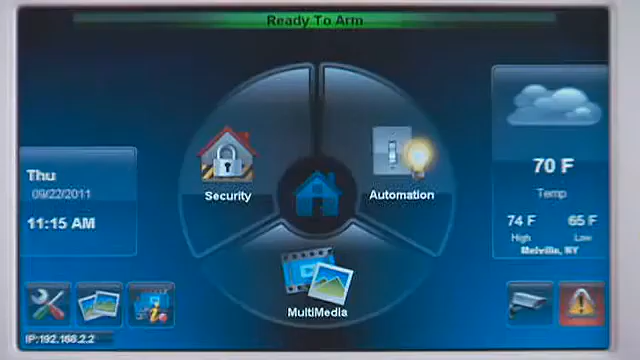 Ready To Arm
Thu
09/22/2011
11:15 AM
Security
Automation
MultiMedia
70 F
Temp
74 F
65 F
High
Low
Melville, NY
IP:192.168.2.2